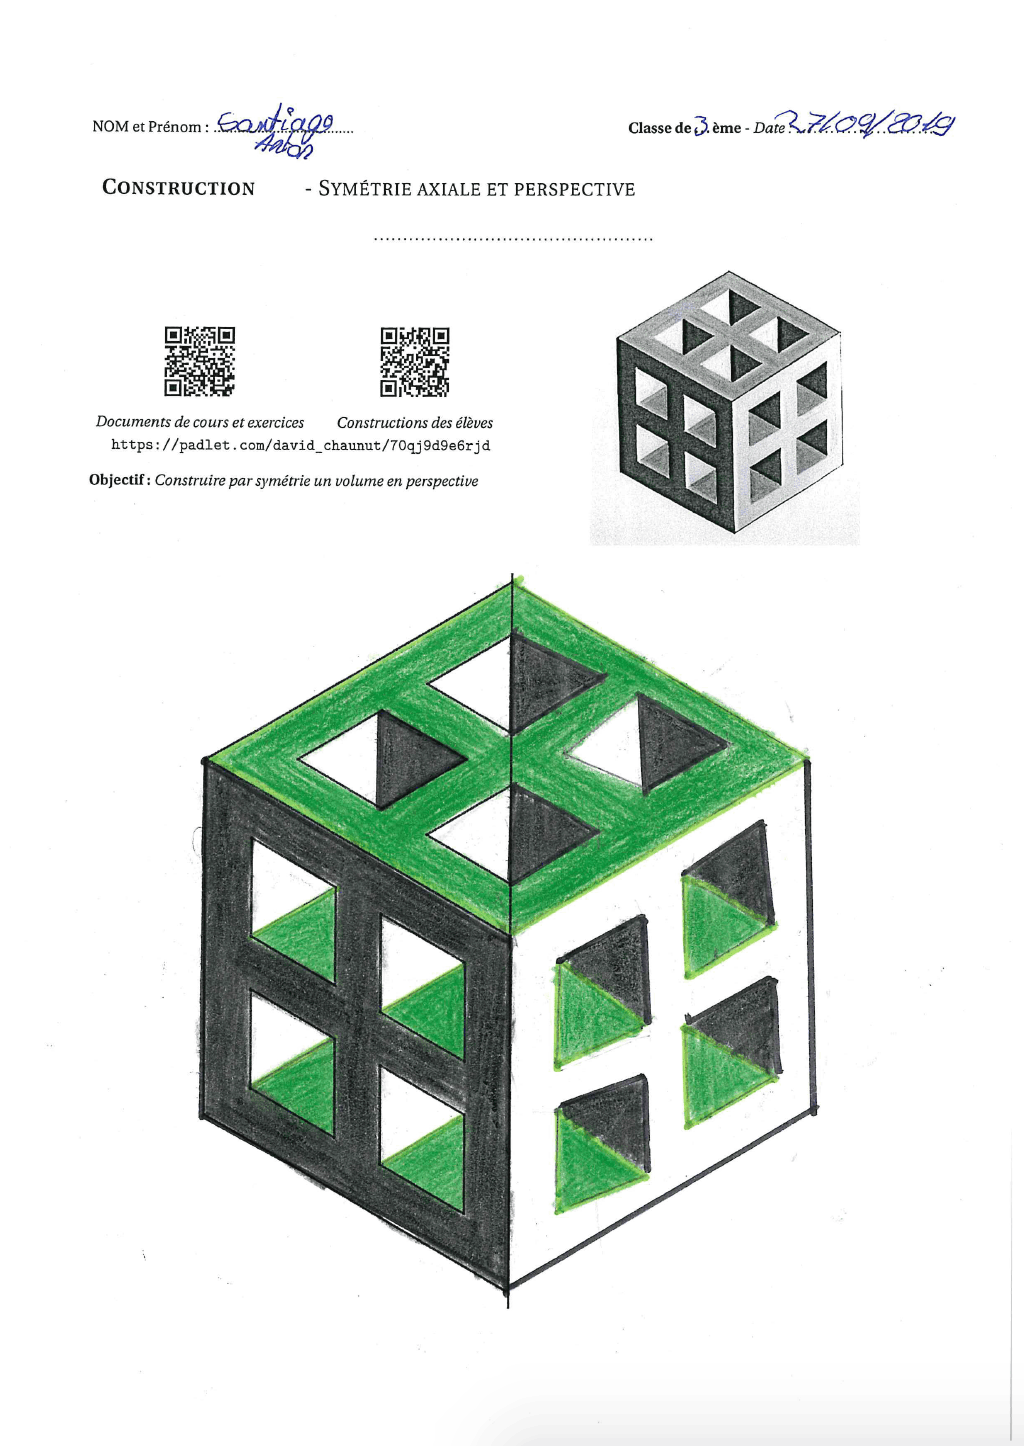 NOM et Prénom : Santiago
Anton
Classe de 3 ème - Date 27/09/2019
CONSTRUCTION - SYMÉTRIE AXIALE ET PERSPECTIVE
Documents de cours et exercices Constructions des élèves
https://padlet.com/david_chaunut/70qj9d9e6rjd
Objectif : Construire par symétrie un volume en perspective